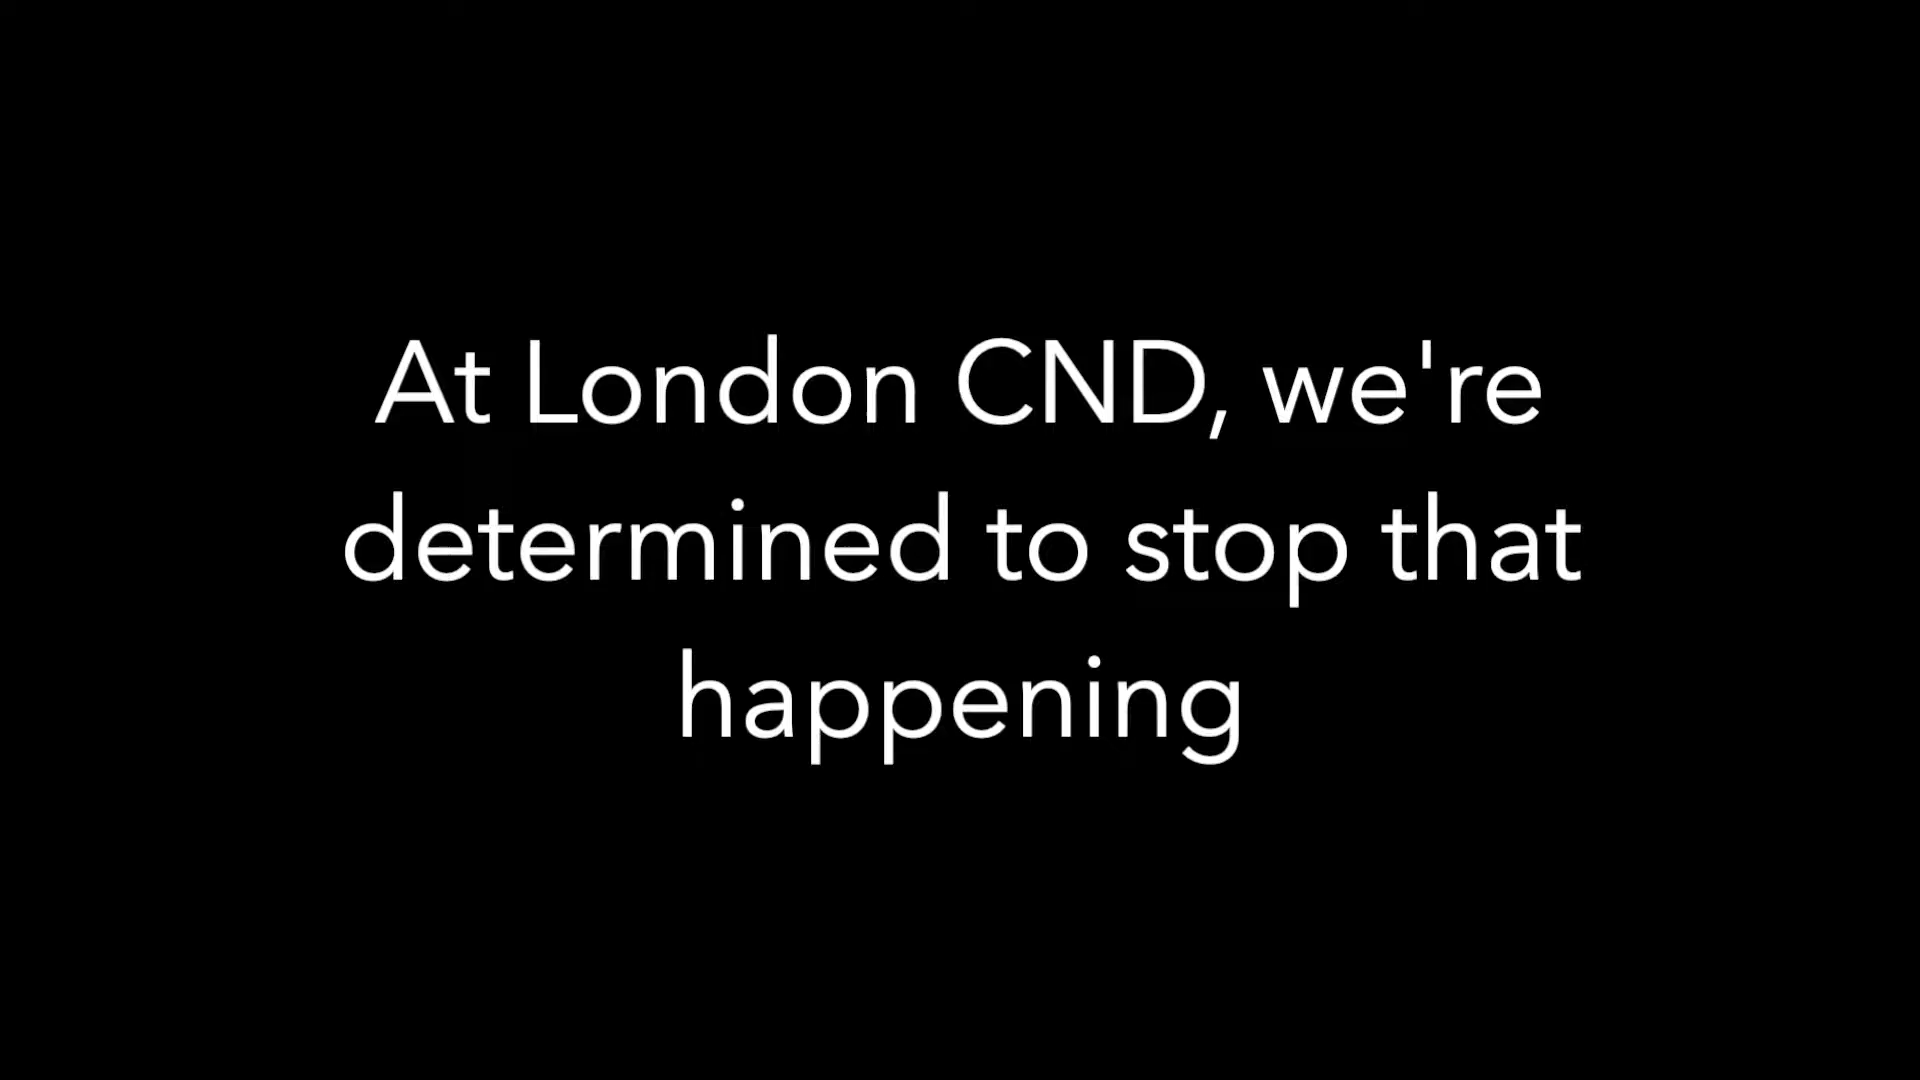 At London CND, we're
determined to stop that
happening